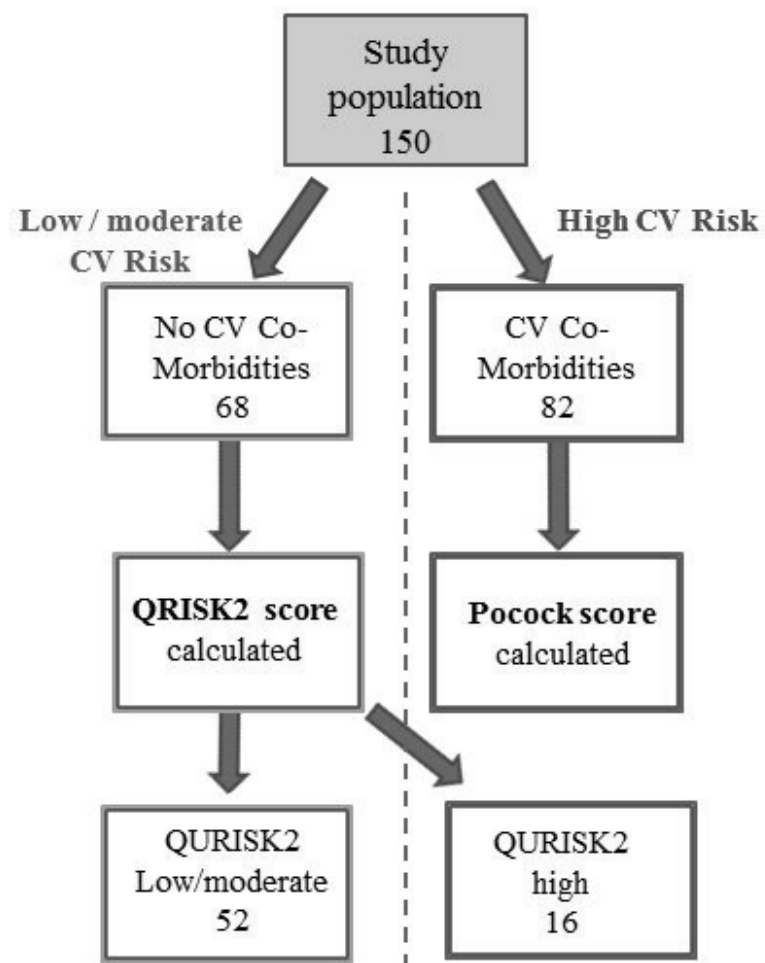 Study
population
150
Low / moderate
CV Risk
High CV Risk
No CV Co-
Morbidities
68
CV Co-
Morbidities
82
QRISK2 score
calculated
Pocock score
calculated
QURISK2
Low/moderate
52
QURISK2
high
16